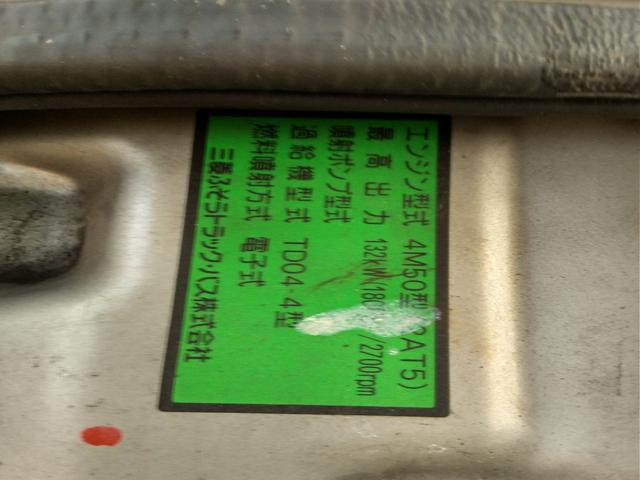 エンジン型式 4M50型 AT5)
最高出力 132kW(180 /2700rpm
噴射ポンプ型式
過給機型式 TD04-4型
燃料噴射方式 電子式
三菱ふそうトラック・バス株式会社